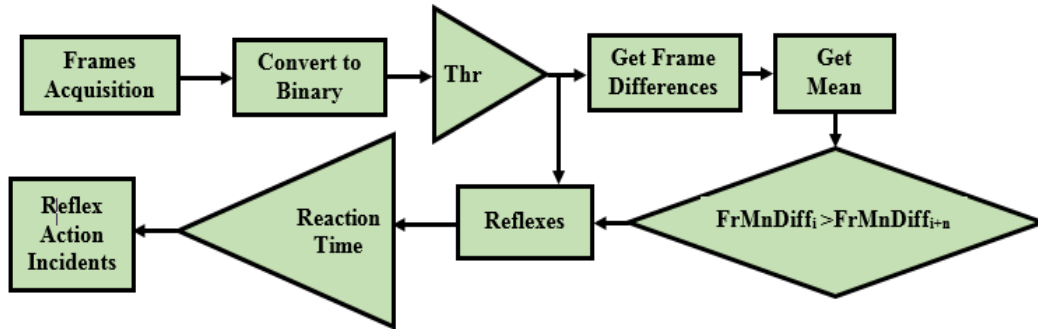 Frames
Acquisition
Convert to
Binary
Thr
Get Frame
Differences
Get
Mean
FrMnDiffᵢ >FrMnDiffᵢ₊ₙ
Reflexes
Reaction
Time
Reflex
Action
Incidents